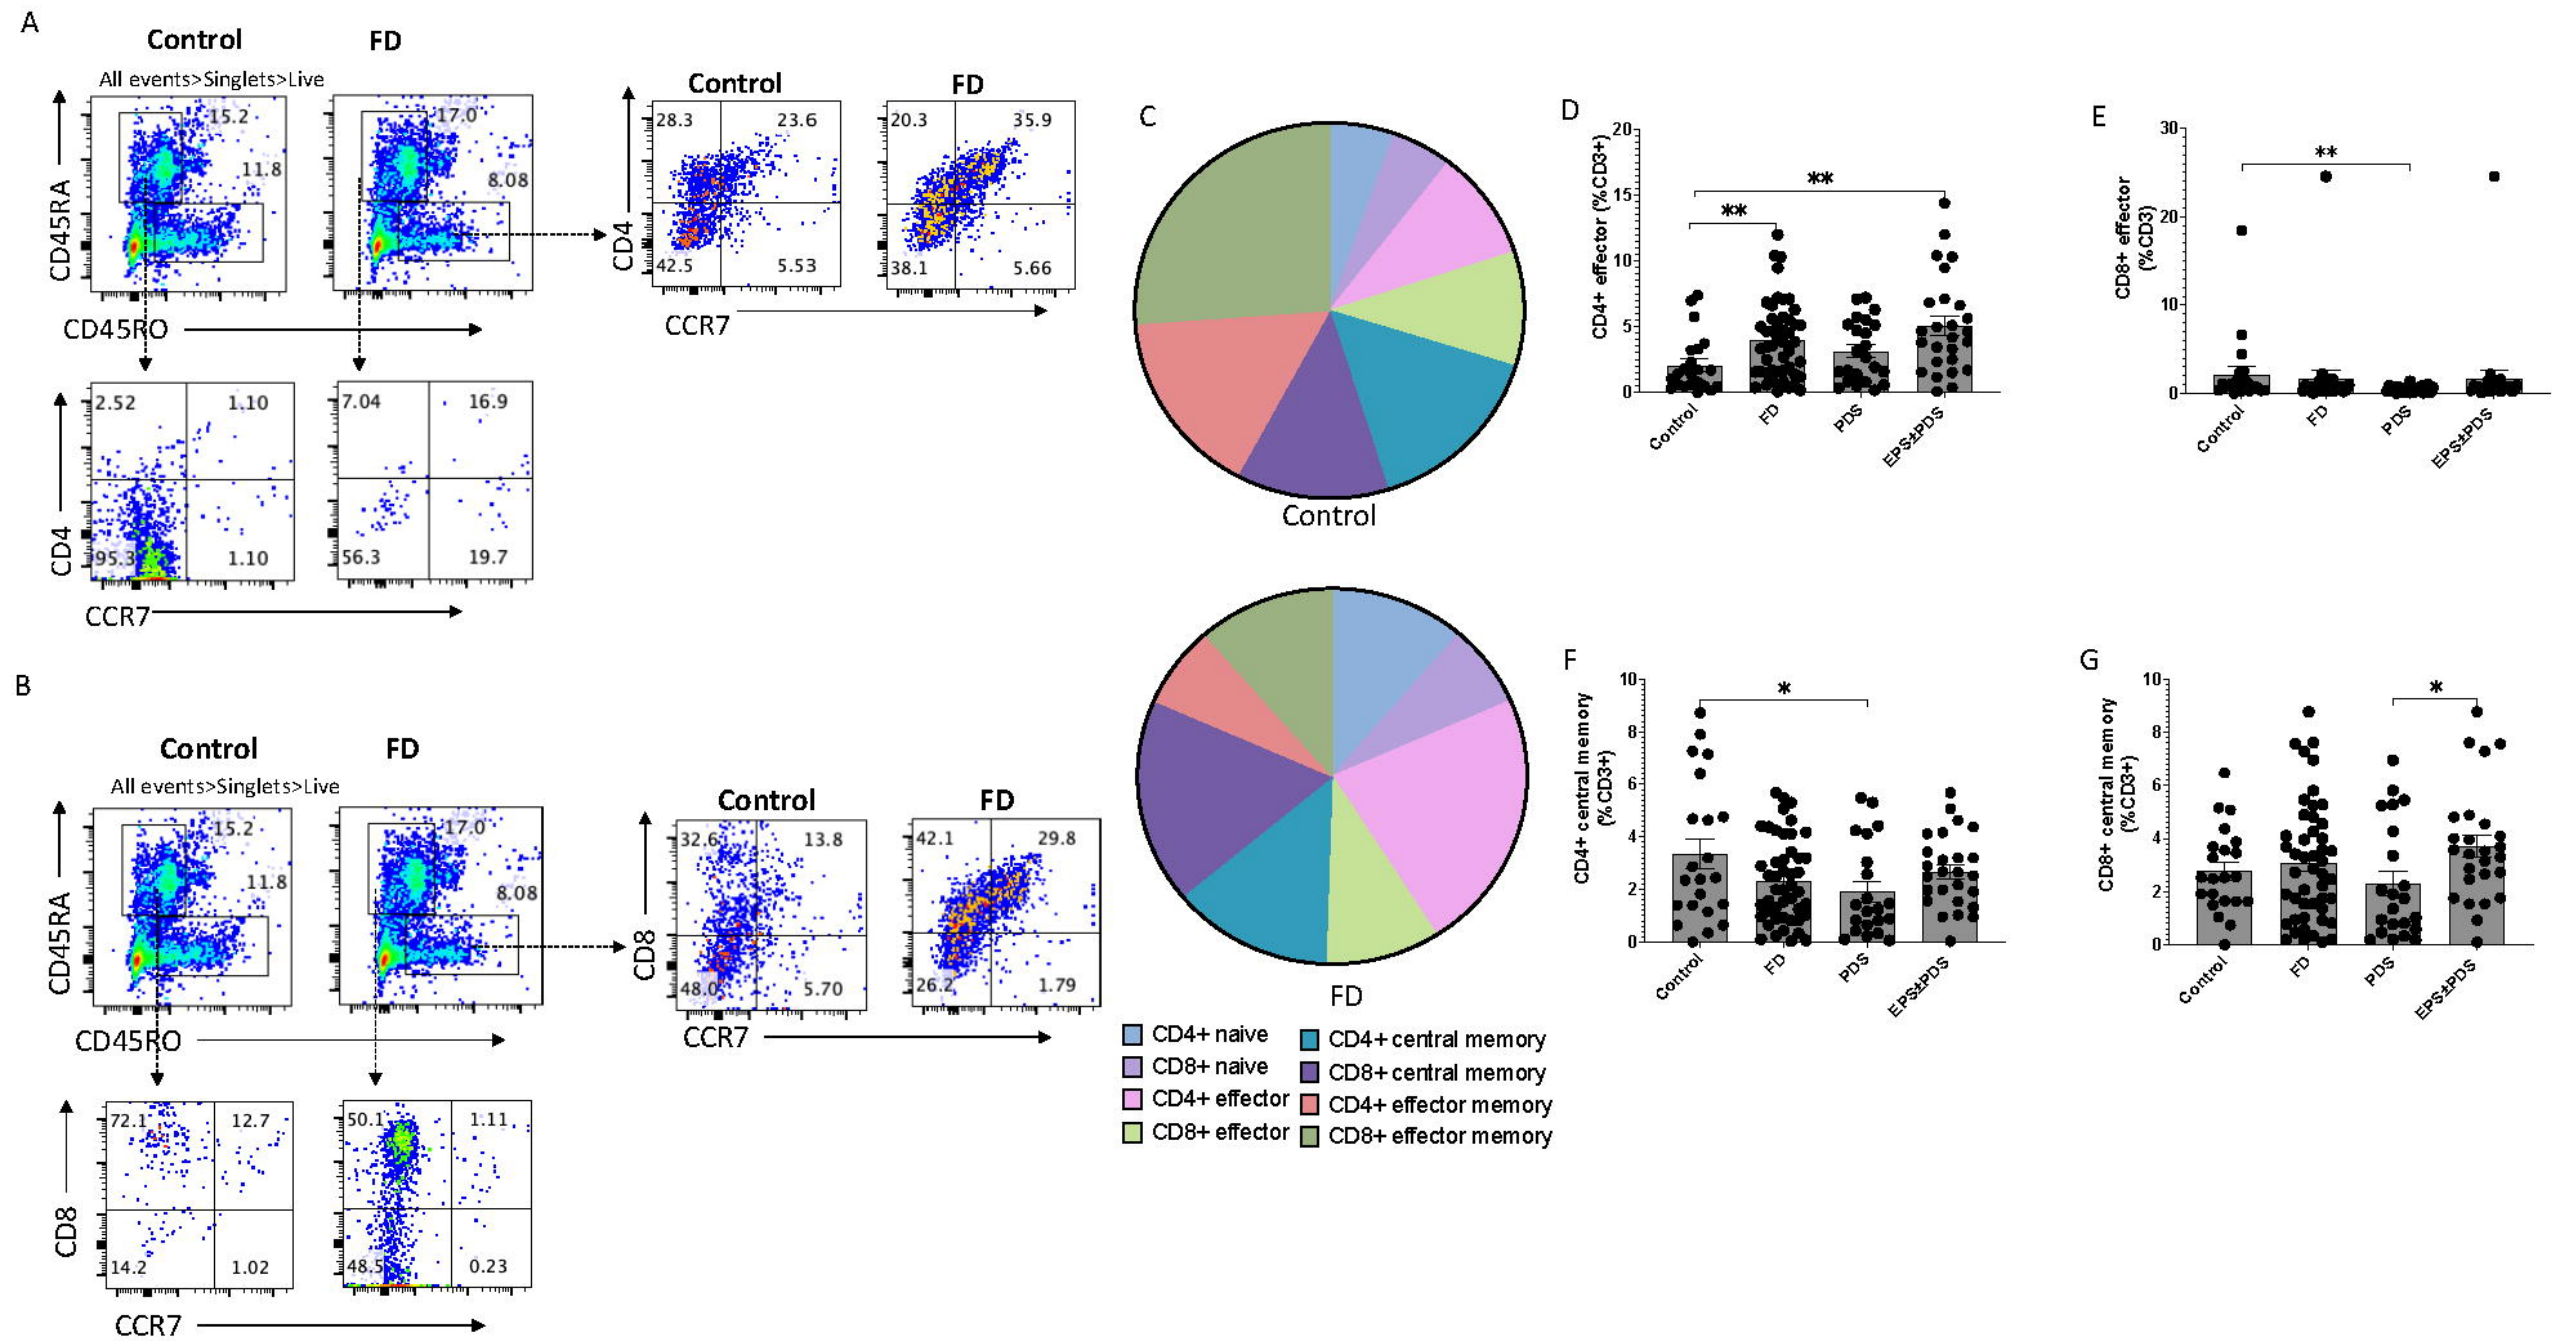 A
Control
FD
All events>Singlets>Live
15.2
11.8
17.0
8.08
CD45RA
CD45RO
Control
FD
28.3
23.6
42.5
5.53
20.3
35.9
38.1
5.66
CD4
CCR7
2.52
1.10
95.3
1.10
7.04
16.9
56.3
19.7
CD4
CCR7
B
Control
FD
All events>Singlets>Live
15.2
11.8
17.0
8.08
CD45RA
CD45RO
Control
FD
32.6
13.8
48.0
5.70
42.1
29.8
26.2
1.79
CD8
CCR7
72.1
12.7
14.2
1.02
50.1
1.11
48.5
0.23
CD8
CCR7
C
Control
FD
CD4+ naive
CD8+ naive
CD4+ effector
CD8+ effector
CD4+ central memory
CD8+ central memory
CD4+ effector memory
CD8+ effector memory
D
CD4+ effector (%CD3+)
20
15
10
5
0
**
**
Control
FD
PDS
EPS±PDS
E
CD8+ effector
(%CD3)
30
20
10
0
**
Control
FD
PDS
EPS±PDS
F
CD4+ central memory
(%CD3+)
10
8
6
4
2
0
*
Control
FD
PDS
EPS±PDS
G
CD8+ central memory
(%CD3+)
10
8
6
4
2
0
*
Control
FD
PDS
EPS±PDS